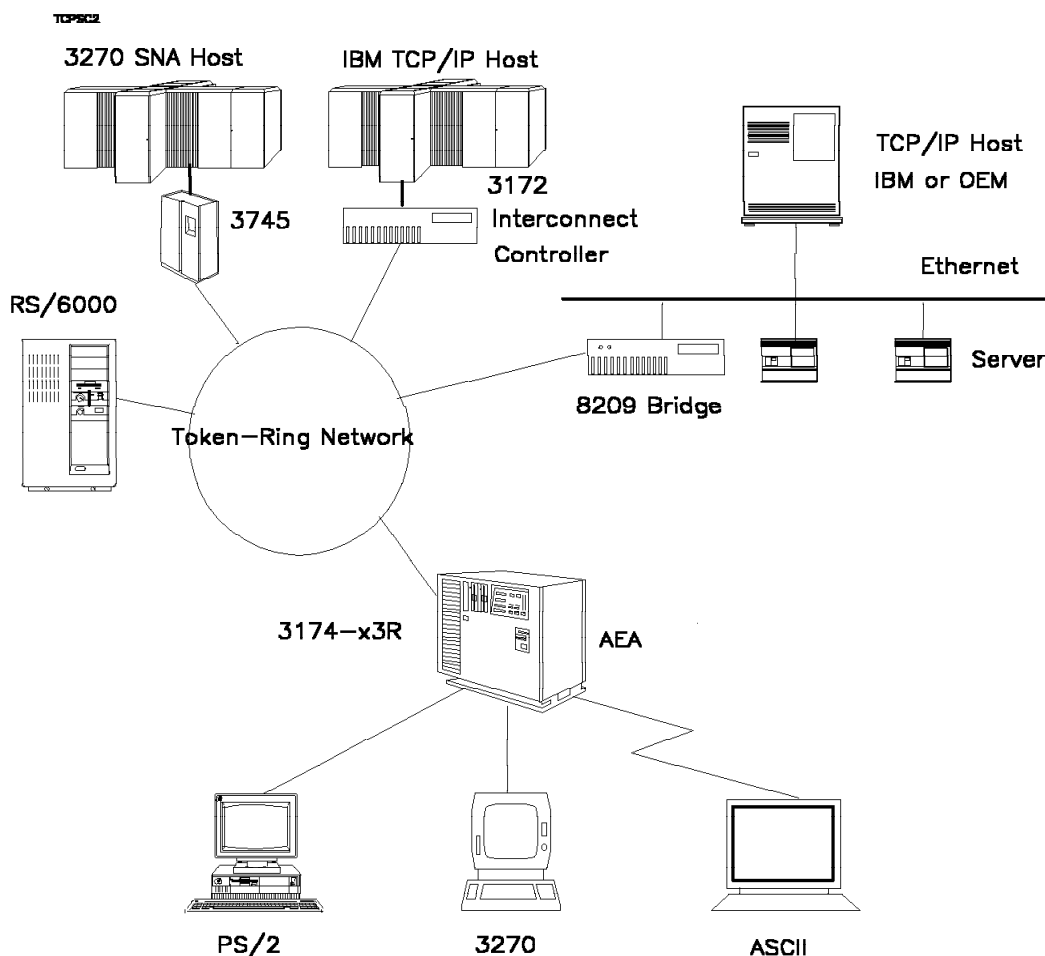 TCPSC2
3270 SNA Host
IBM TCP/IP Host
TCP/IP Host
IBM or OEM
3745
3172
Interconnect
Controller
Ethernet
RS/6000
Server
8209 Bridge
Token-Ring Network
3174-x3R
AEA
PS/2
3270
ASCII